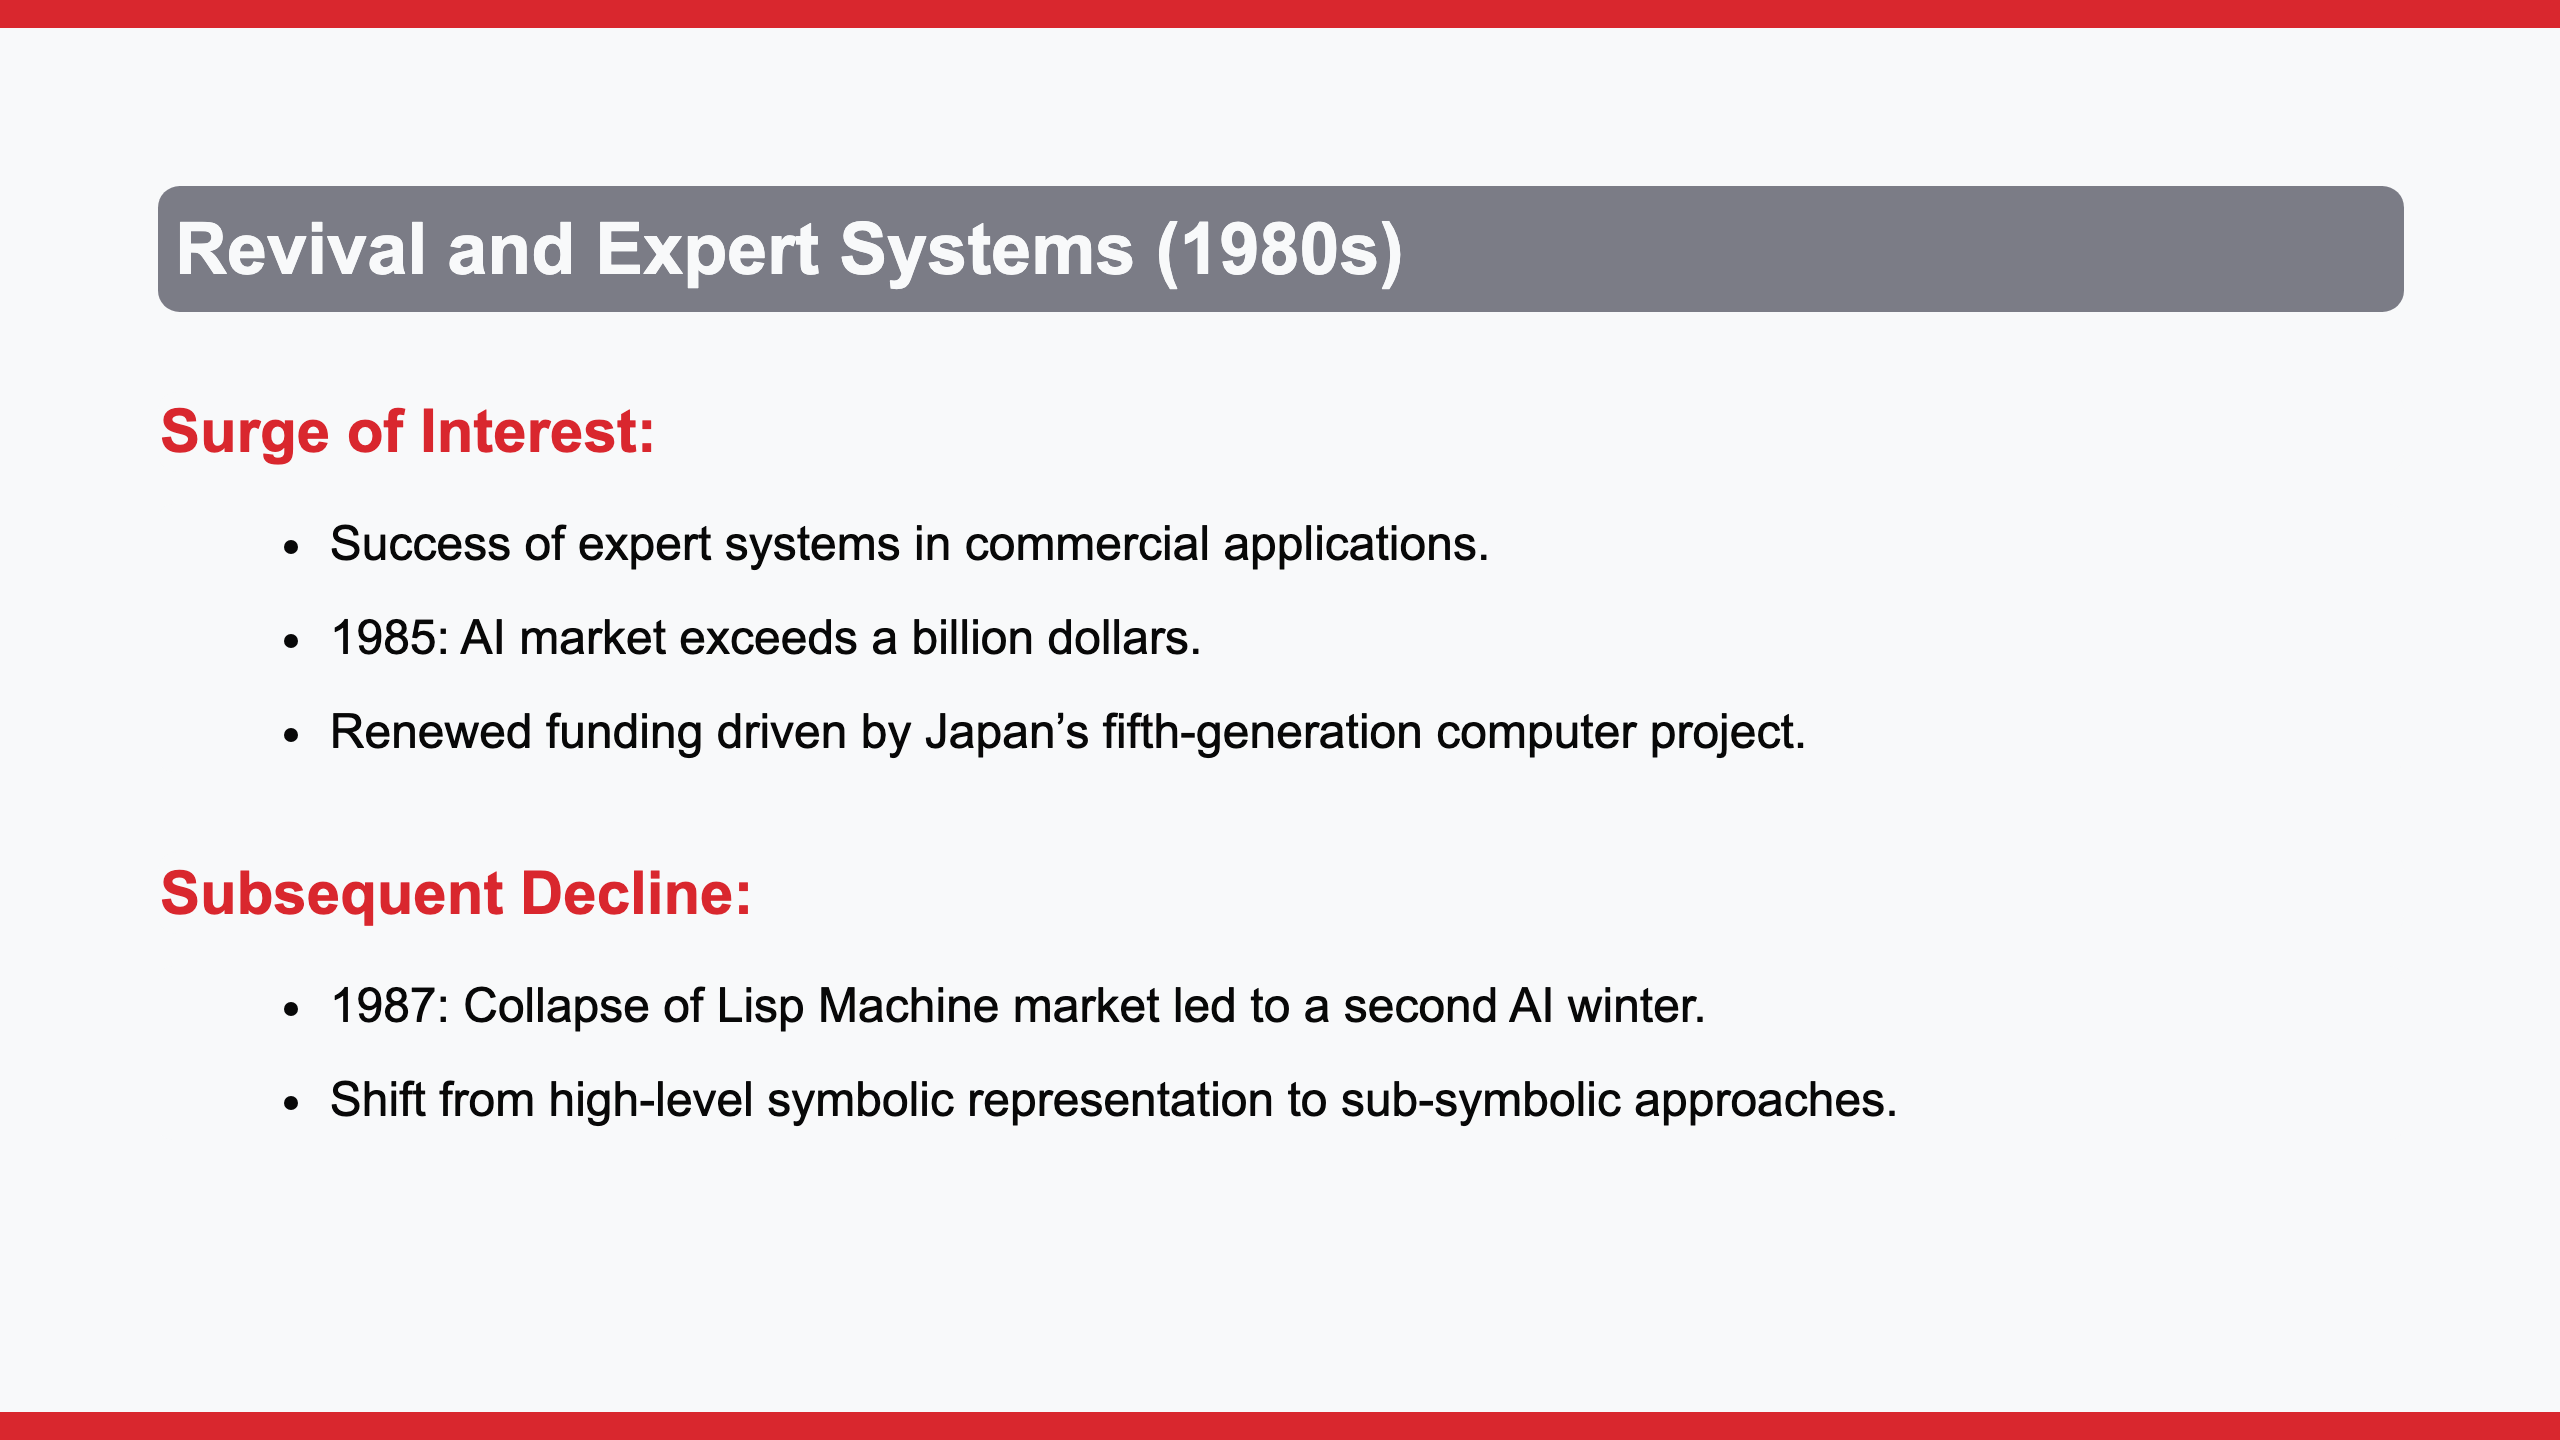 Revival and Expert Systems (1980s)
Surge of Interest:
• Success of expert systems in commercial applications.
• 1985: AI market exceeds a billion dollars.
• Renewed funding driven by Japan’s fifth-generation computer project.
Subsequent Decline:
• 1987: Collapse of Lisp Machine market led to a second AI winter.
• Shift from high-level symbolic representation to sub-symbolic approaches.